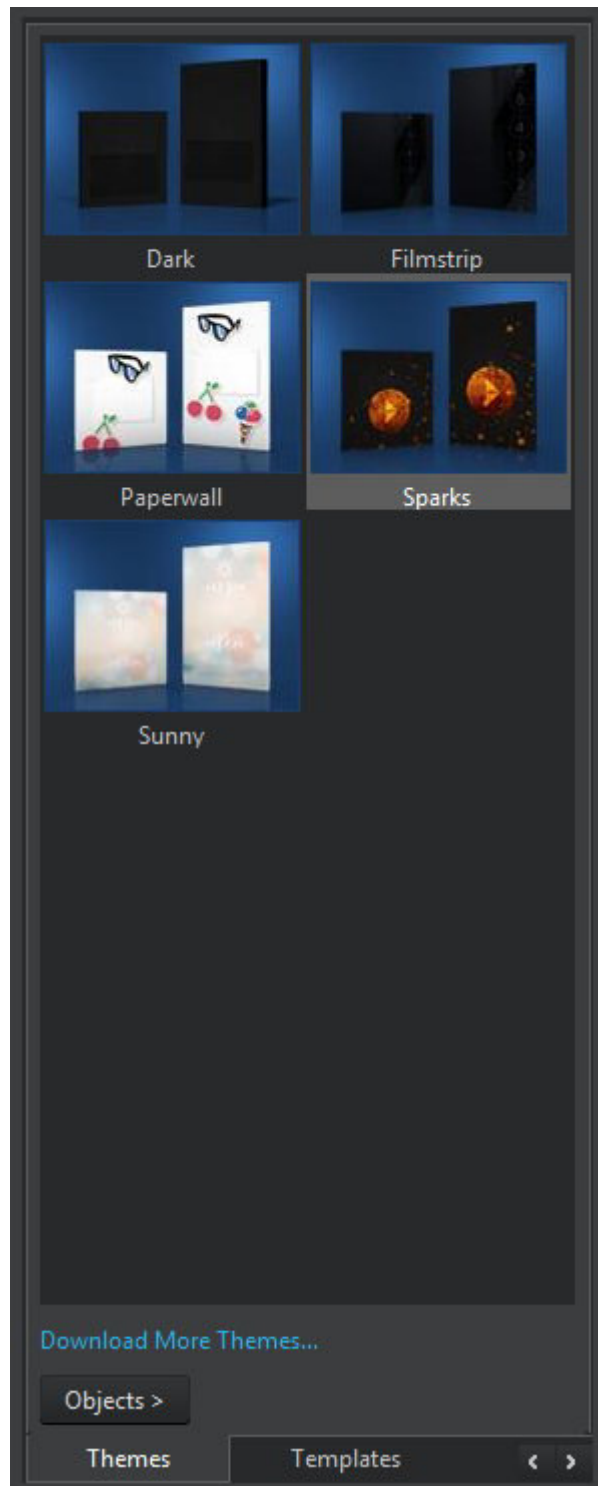 Dark
Filmstrip
Paperwall
Sparks
Sunny
Download More Themes...
Objects >
Themes
Templates